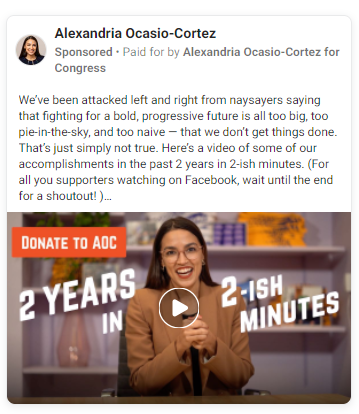 Alexandria Ocasio-Cortez
Sponsored • Paid for by Alexandria Ocasio-Cortez for
Congress
We've been attacked left and right from naysayers saying
that fighting for a bold, progressive future is all too big, too
pie-in-the-sky, and too naive — that we don't get things done.
That's just simply not true. Here's a video of some of our
accomplishments in the past 2 years in 2-ish minutes. (For
all you supporters watching on Facebook, wait until the end
for a shoutout! )...
DONATE TO AOC
2 YEARS
IN
2-ISH
MINUTES